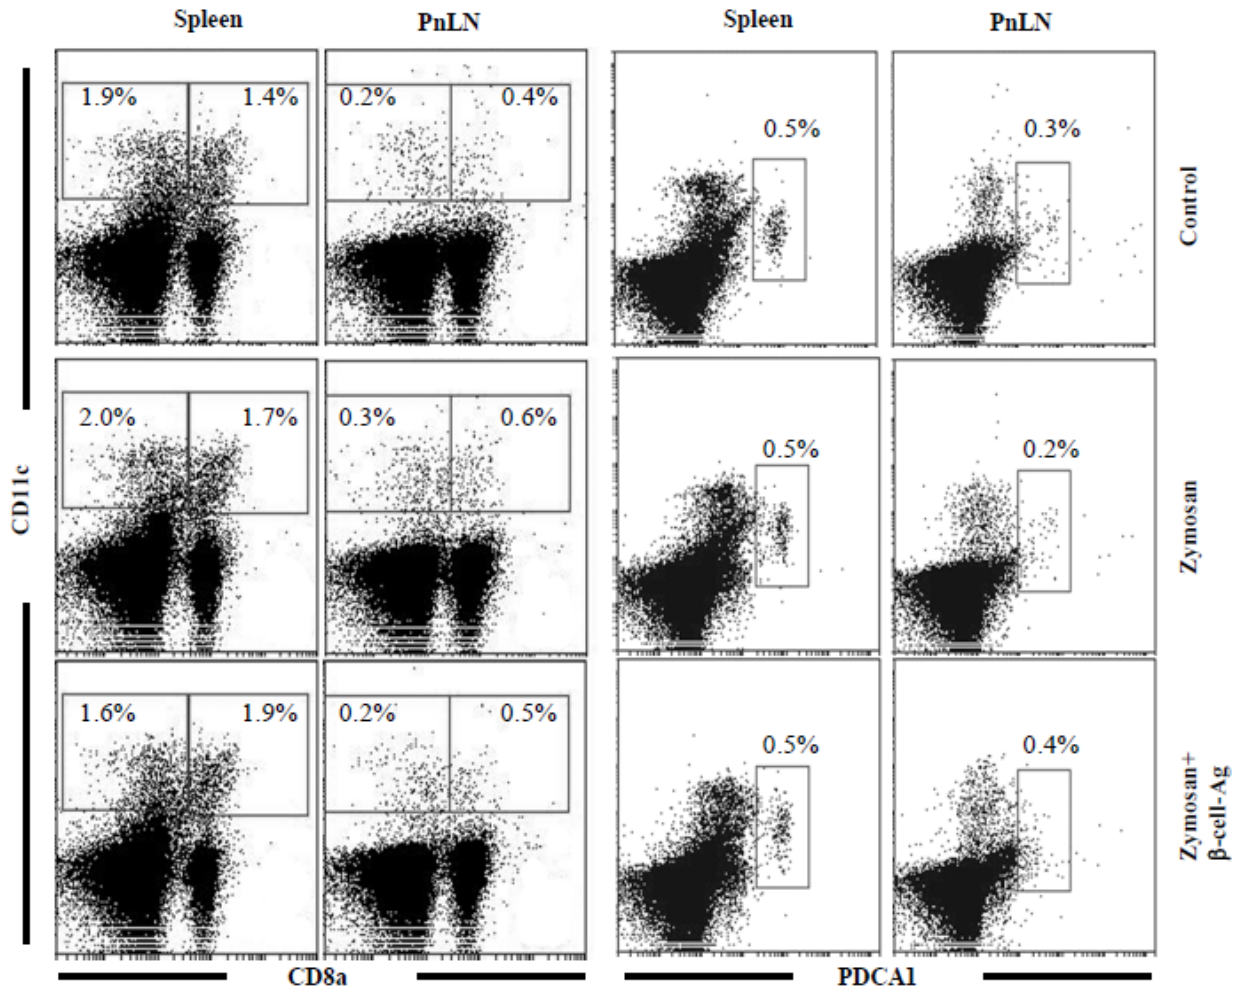 Spleen PnLN Spleen PnLN
1.9% 1.4% 0.2% 0.4% 0.5% 0.3%
Control
2.0% 1.7% 0.3% 0.6% 0.5% 0.2%
Zymosan
1.6% 1.9% 0.2% 0.5% 0.5% 0.4%
Zymosan+
β-cell-Ag
CD11c
CD8a PDCA1